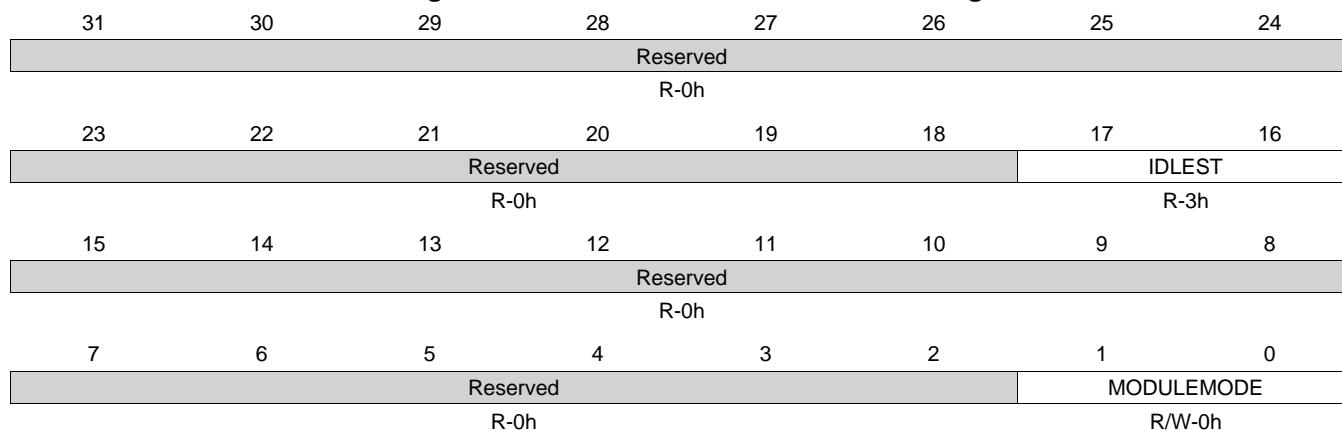 31 30 29 28 27 26 25 24
Reserved
R-0h
23 22 21 20 19 18 17 16
Reserved IDLEST
R-0h R-3h
15 14 13 12 11 10 9 8
Reserved
R-0h
7 6 5 4 3 2 1 0
Reserved MODULEMODE
R-0h R/W-0h